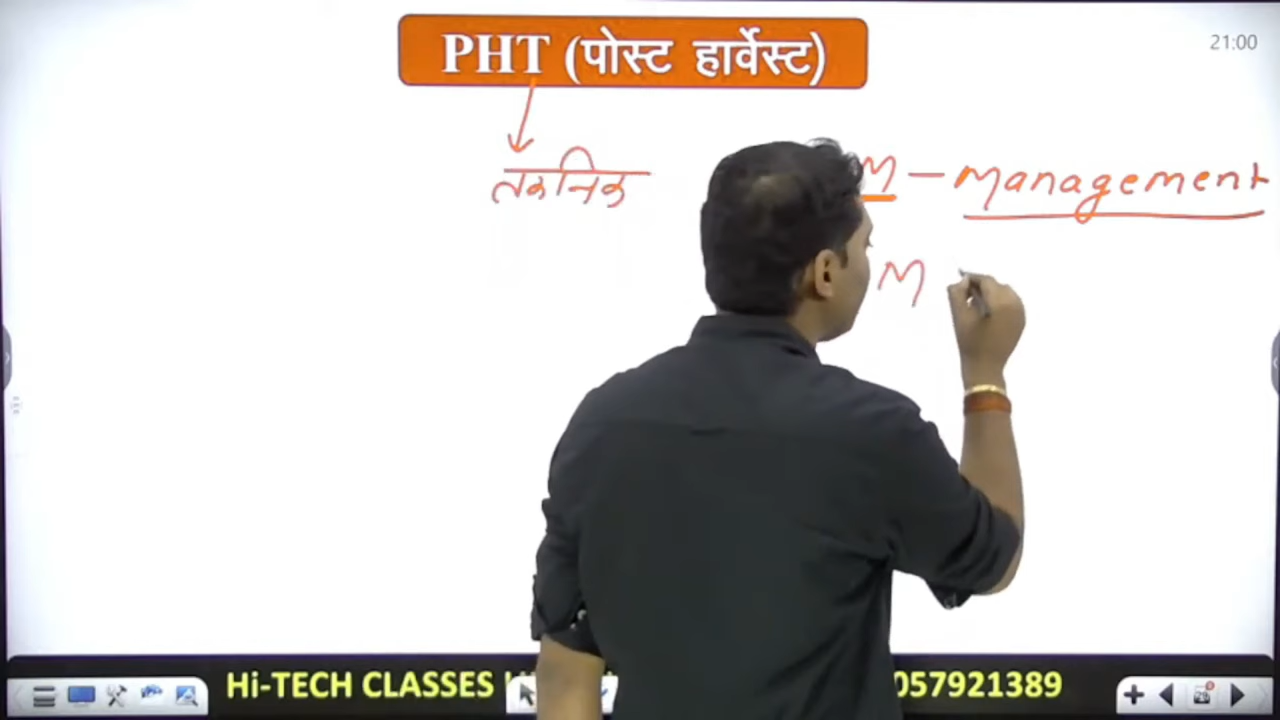 PHT (पोस्ट हार्वेस्ट)
21:00
तकनिक
M - Management
M
Hi-TECH CLASSES
057921389